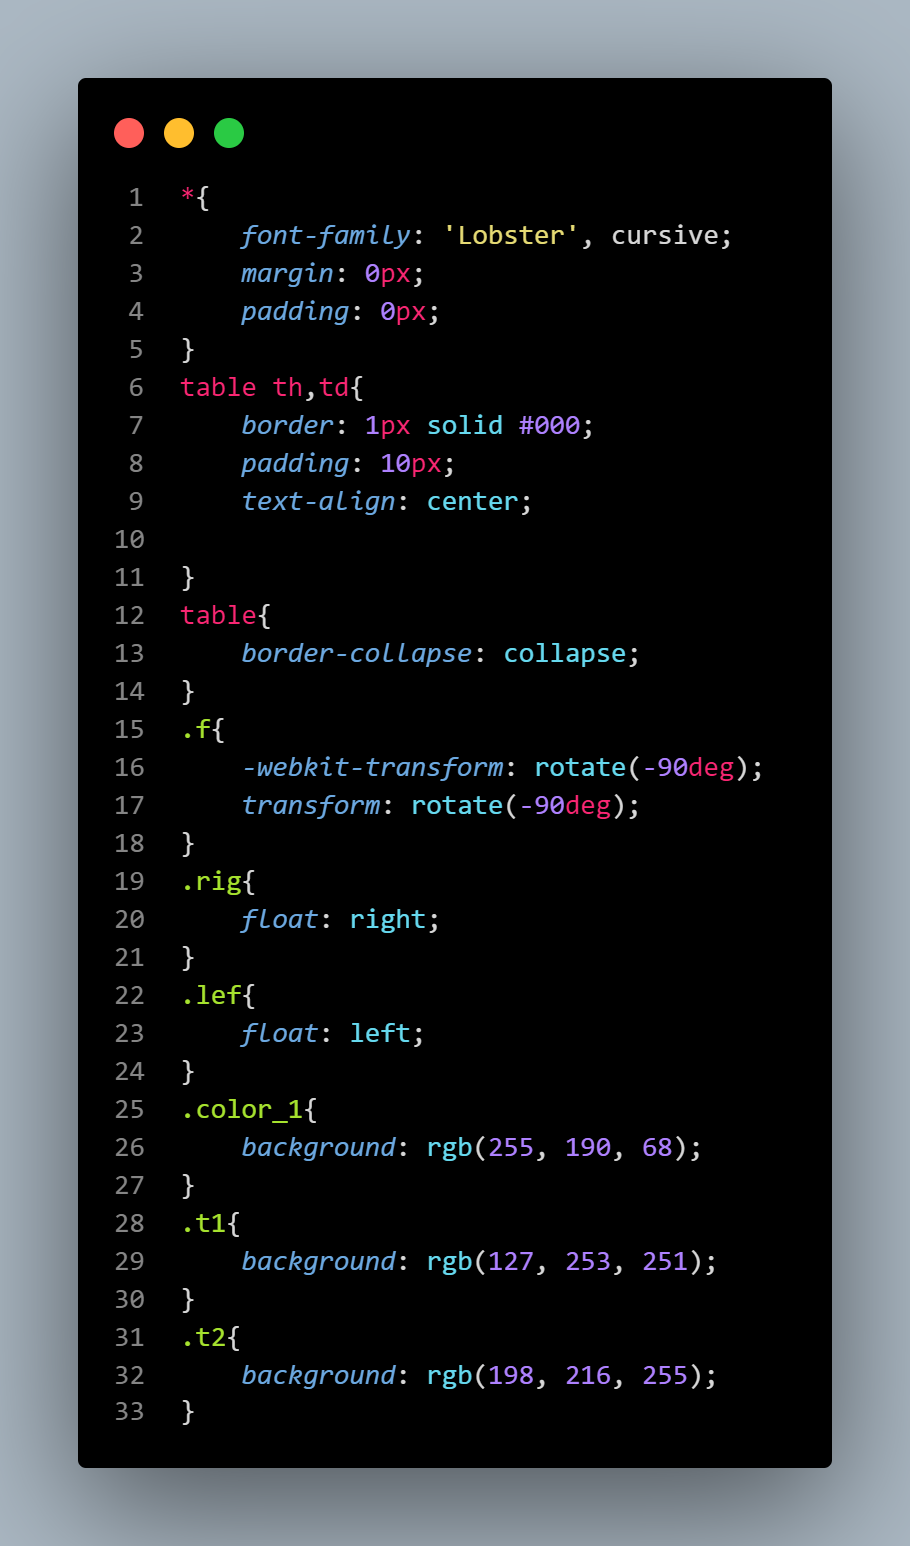 1 *{
2     font-family: 'Lobster', cursive;
3     margin: 0px;
4     padding: 0px;
5 }
6 table th,td{
7     border: 1px solid #000;
8     padding: 10px;
9     text-align: center;
10
11 }
12 table{
13     border-collapse: collapse;
14 }
15 .f{
16     -webkit-transform: rotate(-90deg);
17     transform: rotate(-90deg);
18 }
19 .rig{
20     float: right;
21 }
22 .lef{
23     float: left;
24 }
25 .color_1{
26     background: rgb(255, 190, 68);
27 }
28 .t1{
29     background: rgb(127, 253, 251);
30 }
31 .t2{
32     background: rgb(198, 216, 255);
33 }